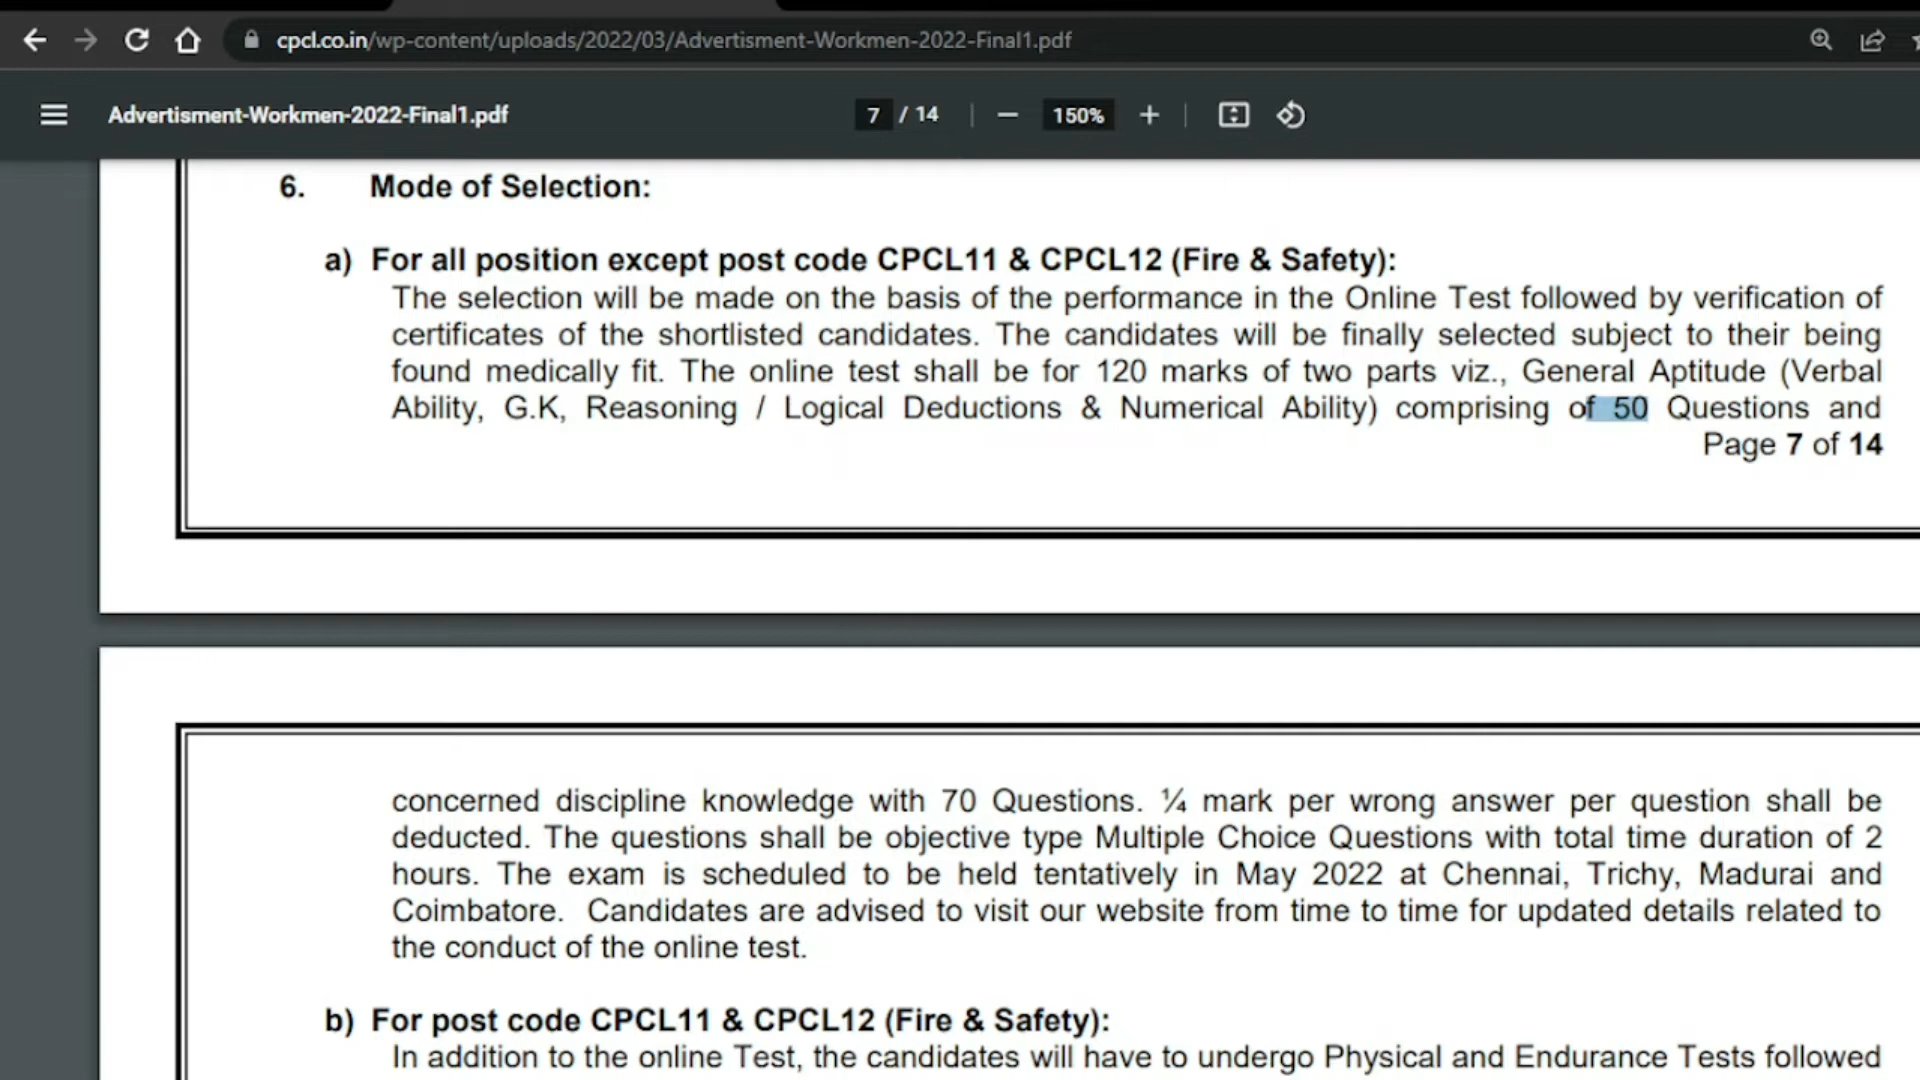 cpcl.co.in/wp-content/uploads/2022/03/Advertisment-Workmen-2022-Final1.pdf
Advertisment-Workmen-2022-Final1.pdf 7 / 14 150%
6. Mode of Selection:
a) For all position except post code CPCL11 & CPCL12 (Fire & Safety):
The selection will be made on the basis of the performance in the Online Test followed by verification of
certificates of the shortlisted candidates. The candidates will be finally selected subject to their being
found medically fit. The online test shall be for 120 marks of two parts viz., General Aptitude (Verbal
Ability, G.K, Reasoning / Logical Deductions & Numerical Ability) comprising of 50 Questions and
Page 7 of 14
concerned discipline knowledge with 70 Questions. ¼ mark per wrong answer per question shall be
deducted. The questions shall be objective type Multiple Choice Questions with total time duration of 2
hours. The exam is scheduled to be held tentatively in May 2022 at Chennai, Trichy, Madurai and
Coimbatore. Candidates are advised to visit our website from time to time for updated details related to
the conduct of the online test.
b) For post code CPCL11 & CPCL12 (Fire & Safety):
In addition to the online Test, the candidates will have to undergo Physical and Endurance Tests followed